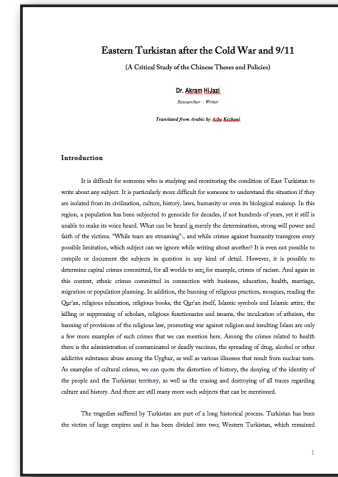 Eastern Turkistan after the Cold War and 9/11
(A Critical Study of the Chinese Theses and Policies)
Dr. Akram HiJazi
Researcher – Writer
Translated from Arabic by Azbe Kezbani
Introduction
It is difficult for someone who is studying and monitoring the condition of East Turkistan to
write about any subject. It is particularly more difficult for someone to understand the situation if they
are isolated from its civilization, culture, history, laws, humanity or even its biological makeup. In this
region, a population has been subjected to genocide for decades, if not hundreds of years, yet it still is
unable to make its voice heard. What can be heard is merely the determination, strong will power and
faith of the victims. "While tears are streaming", and while crimes against humanity transgress every
possible limitation, which subject can we ignore while writing about another? It is even not possible to
compile or document the subjects in question in any kind of detail. However, it is possible to
determine capital crimes committed, for all worlds to see; for example, crimes of racism. And again in
this context, ethnic crimes committed in connection with business, education, health, marriage,
migration or population planning. In addition, the banning of religious practices, mosques, reading the
Qur'an, religious education, religious books, the Qur'an itself, Islamic symbols and Islamic attire, the
killing or suppressing of scholars, religious functionaries and imams, the inculcation of atheism, the
banning of provisions of the religious law, promoting war against religion and insulting Islam are only
a few more examples of such crimes that we can mention here. Among the crimes related to health
there is the administration of contaminated or deadly vaccines, the spreading of drug, alcohol or other
addictive substance abuse among the Uyghur, as well as various illnesses that result from nuclear tests.
As examples of cultural crimes, we can quote the distortion of history, the denying of the identity of
the people and the Turkistan territory, as well as the erasing and destroying of all traces regarding
culture and history. And there are still many more such subjects that can be mentioned.
The tragedies suffered by Turkistan are part of a long historical process. Turkistan has been
the victim of large empires and it has been divided into two; Western Turkistan, which remained
1